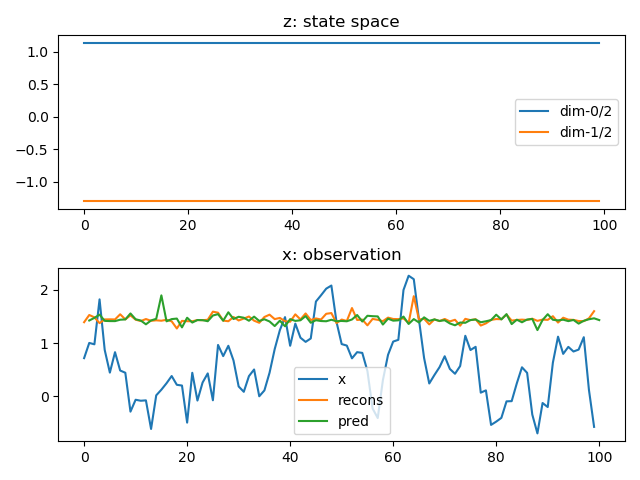 z: state space
1.0
0.5
0.0
−0.5
−1.0
dim-0/2
dim-1/2
0 20 40 60 80 100
x: observation
2
1
0
x
recons
pred
0 20 40 60 80 100